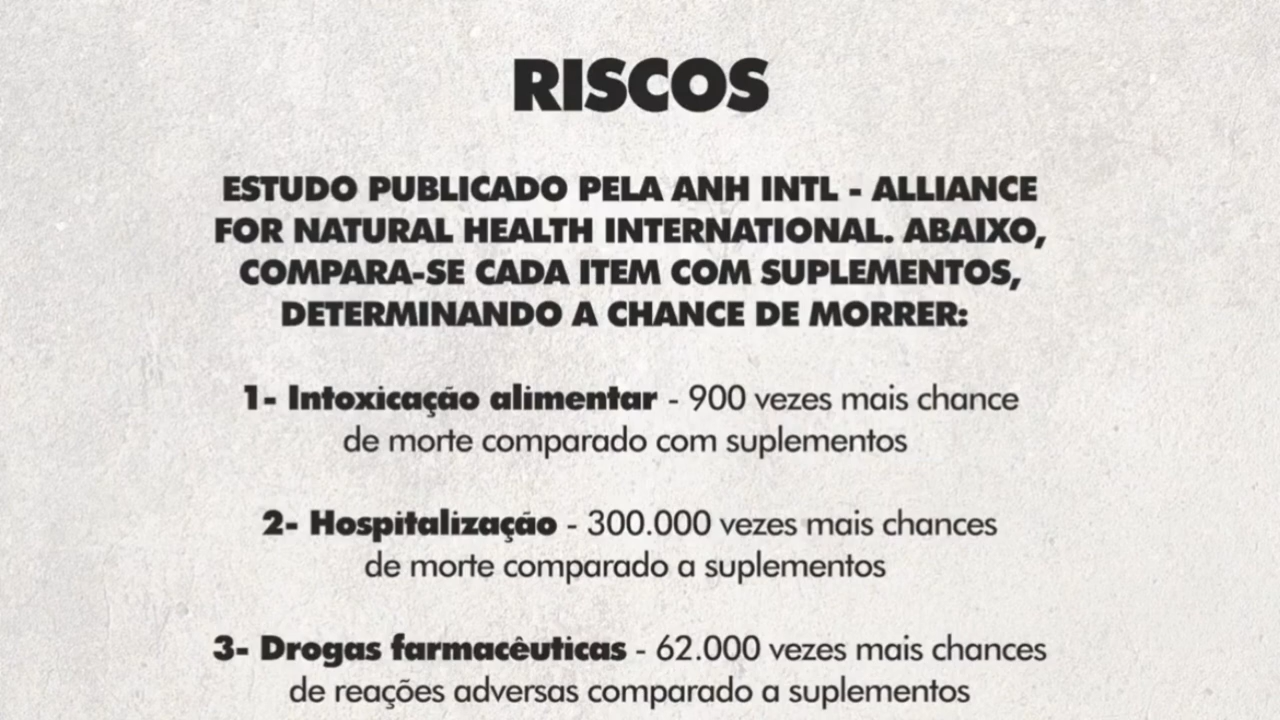 RISCOS
ESTUDO PUBLICADO PELA ANH INTL - ALLIANCE
FOR NATURAL HEALTH INTERNATIONAL. ABAIXO,
COMPARA-SE CADA ITEM COM SUPLEMENTOS,
DETERMINANDO A CHANCE DE MORRER:
1- Intoxicação alimentar - 900 vezes mais chance
de morte comparado com suplementos
2- Hospitalização - 300.000 vezes mais chances
de morte comparado a suplementos
3- Drogas farmacêuticas - 62.000 vezes mais chances
de reações adversas comparado a suplementos